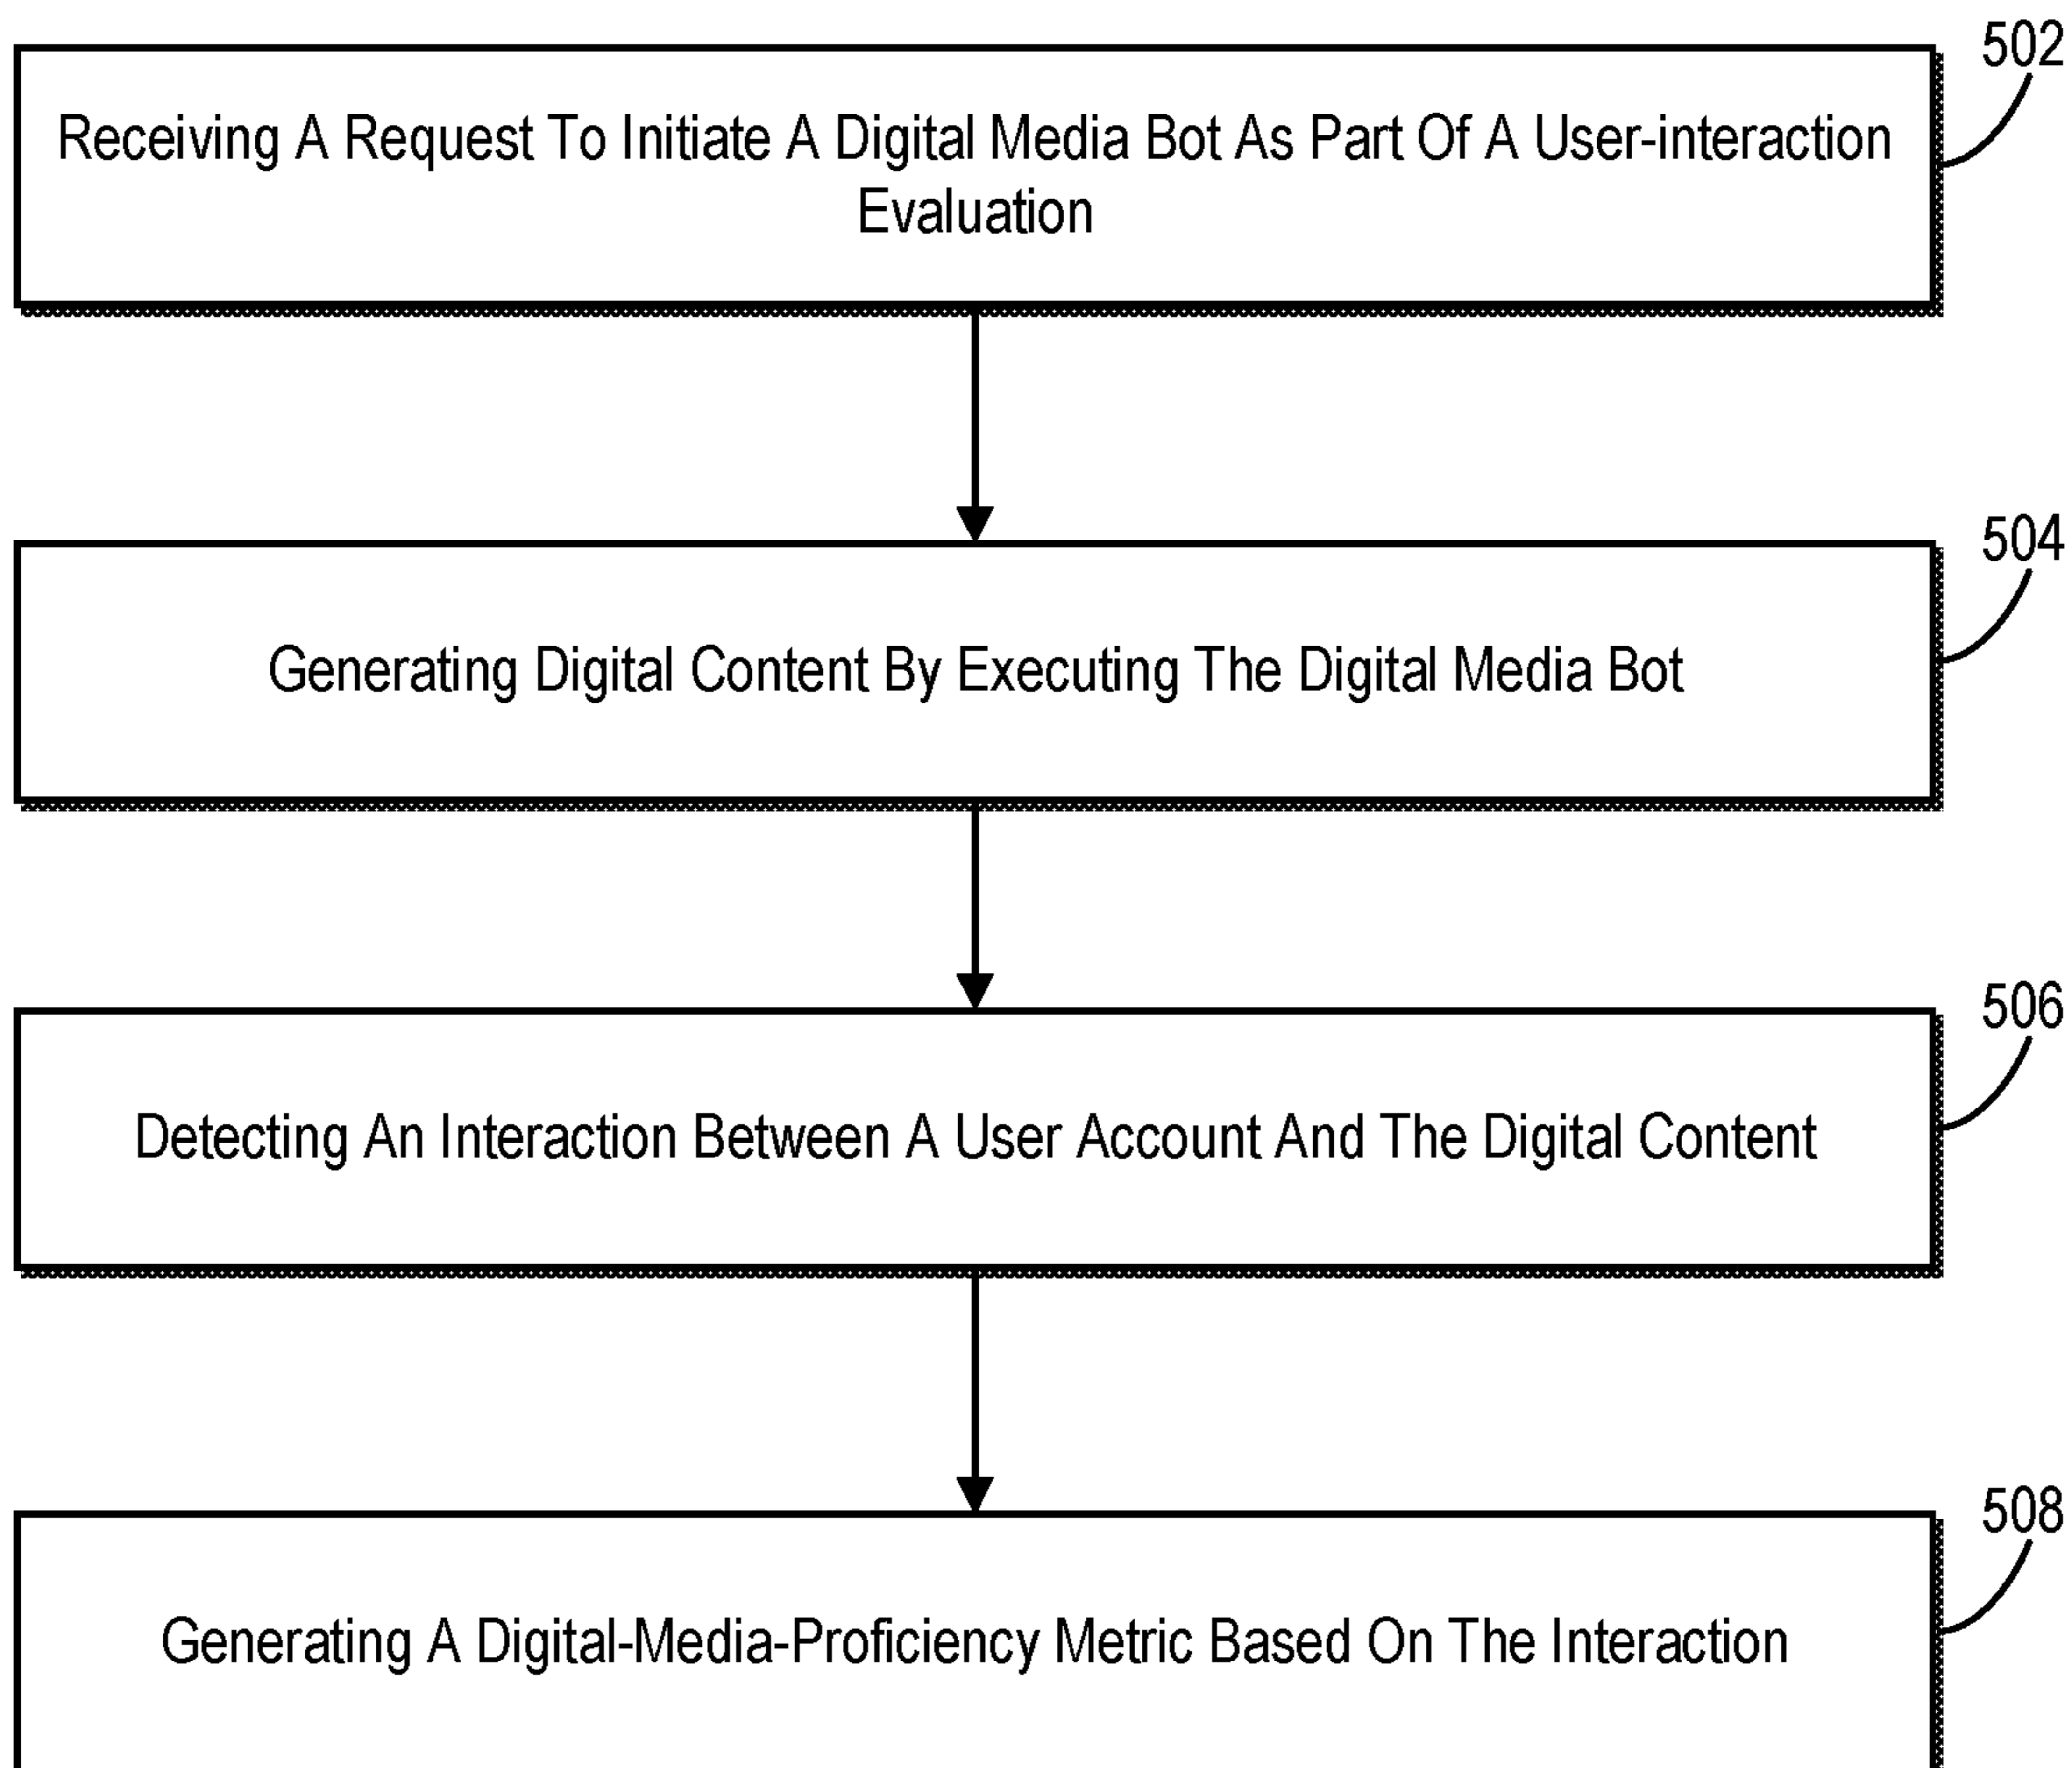 502
Receiving A Request To Initiate A Digital Media Bot As Part Of A User-interaction
Evaluation
504
Generating Digital Content By Executing The Digital Media Bot
506
Detecting An Interaction Between A User Account And The Digital Content
508
Generating A Digital-Media-Proficiency Metric Based On The Interaction